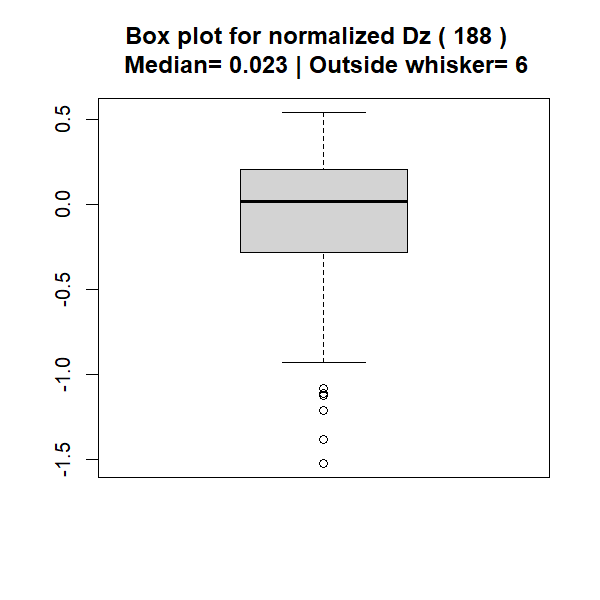 Box plot for normalized Dz ( 188 )
Median= 0.023 | Outside whisker= 6
0.5
0.0
-0.5
-1.0
-1.5